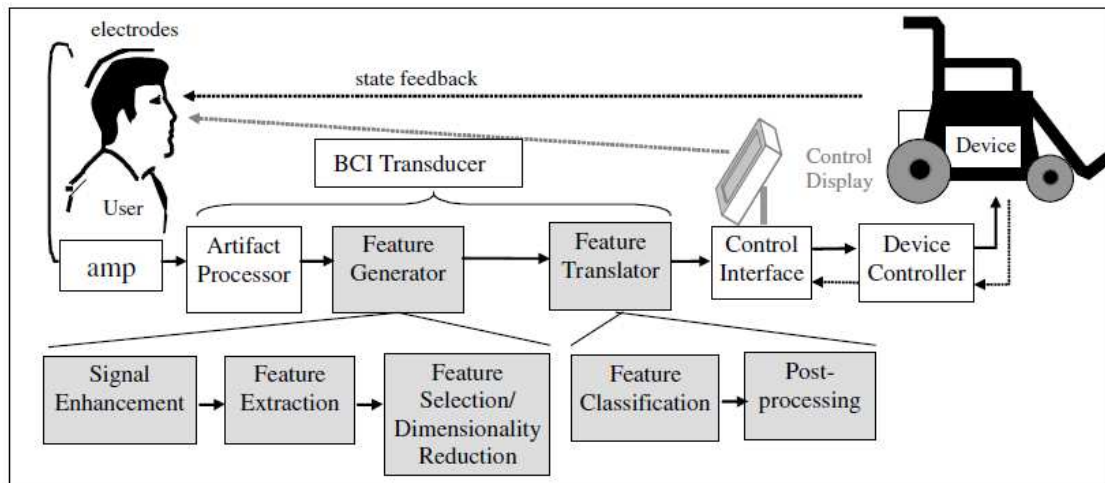 electrodes
state feedback
BCI Transducer
Control
Display
Device
User
amp
Artifact
Processor
Feature
Generator
Feature
Translator
Control
Interface
Device
Controller
Signal
Enhancement
Feature
Extraction
Feature
Selection/
Dimensionality
Reduction
Feature
Classification
Post-
processing